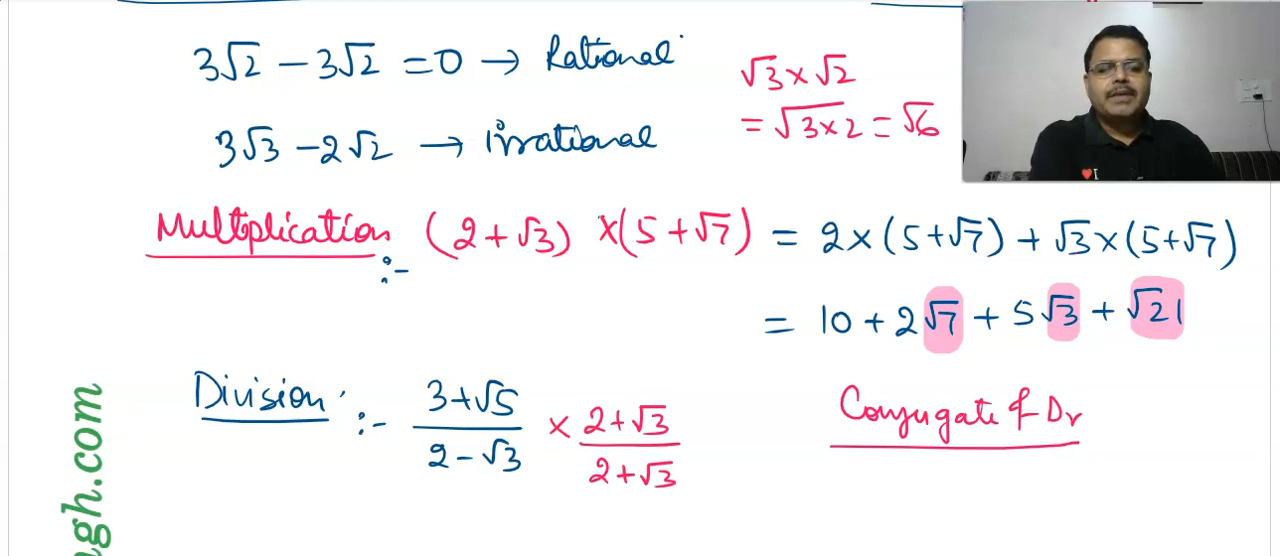 3√2 − 3√2 = 0 → Rational
√3 × √2
= √3×2 = √6
3√3 − 2√2 → Irrational
Multiplication :- (2+√3) × (5+√7) = 2×(5+√7) + √3×(5+√7)
= 10 + 2√7 + 5√3 + √21
Division :- 3+√5 / 2−√3 × 2+√3 / 2+√3
Conjugate of Dr
ngh.com
I